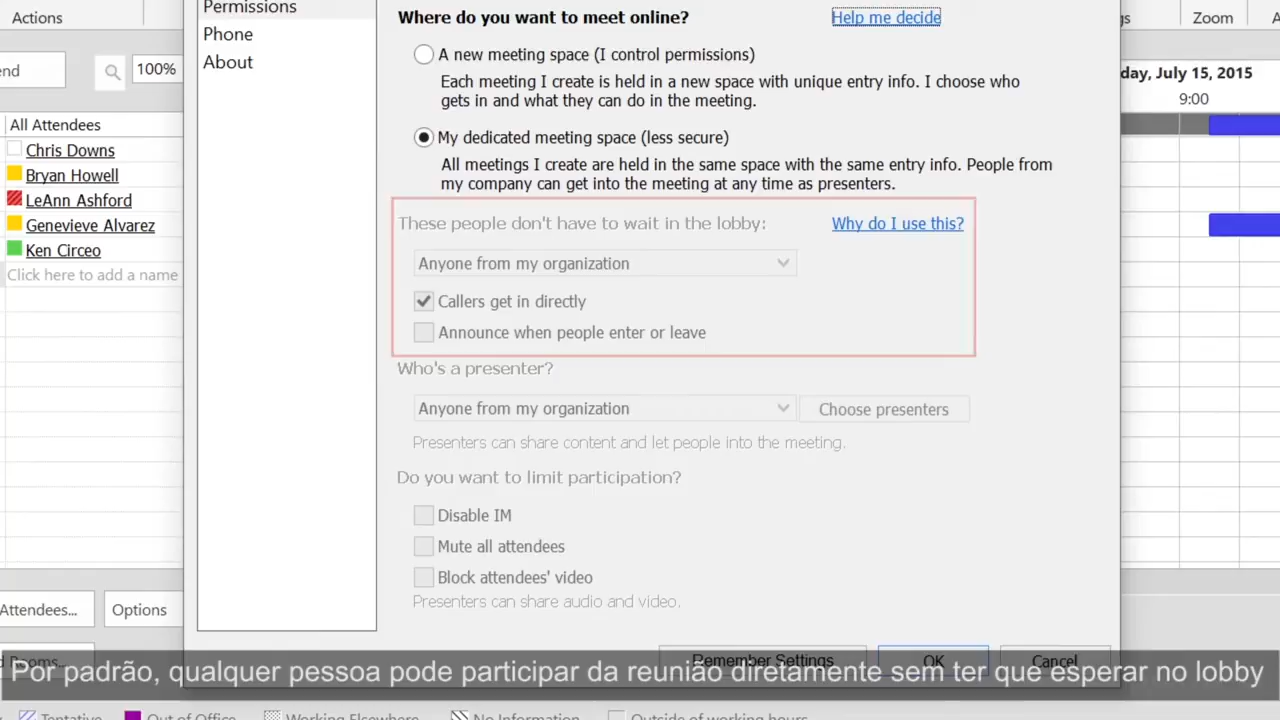 Actions
end
100%
All Attendees
Chris Downs
Bryan Howell
LeAnn Ashford
Genevieve Alvarez
Ken Circeo
Click here to add a name
Attendees...
Options
Permissions
Phone
About
Where do you want to meet online?
Help me decide
A new meeting space (I control permissions)
Each meeting I create is held in a new space with unique entry info. I choose who
gets in and what they can do in the meeting.
My dedicated meeting space (less secure)
All meetings I create are held in the same space with the same entry info. People from
my company can get into the meeting at any time as presenters.
These people don't have to wait in the lobby:
Why do I use this?
Anyone from my organization
Callers get in directly
Announce when people enter or leave
Who's a presenter?
Anyone from my organization
Choose presenters
Presenters can share content and let people into the meeting.
Do you want to limit participation?
Disable IM
Mute all attendees
Block attendees' video
Presenters can share audio and video.
Remember Settings
OK
Cancel
gs
Zoom
day, July 15, 2015
9:00
Por padrão, qualquer pessoa pode participar da reunião diretamente sem ter que esperar no lobby
Tentative
Out of Office
Working Elsewhere
No Information
Outside of working hours